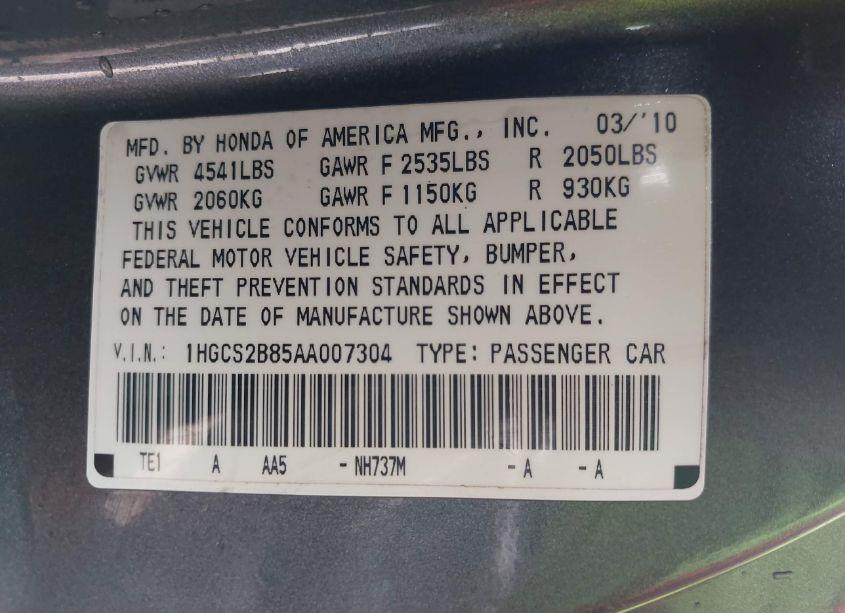 MFD. BY HONDA OF AMERICA MFG., INC. 03/'10
GVWR 4541LBS GAWR F 2535LBS R 2050LBS
GVWR 2060KG GAWR F 1150KG R 930KG
THIS VEHICLE CONFORMS TO ALL APPLICABLE
FEDERAL MOTOR VEHICLE SAFETY, BUMPER,
AND THEFT PREVENTION STANDARDS IN EFFECT
ON THE DATE OF MANUFACTURE SHOWN ABOVE.
V.I.N.: 1HGCS2B85AA007304 TYPE: PASSENGER CAR
TE1 A AA5 -NH737M -A -A